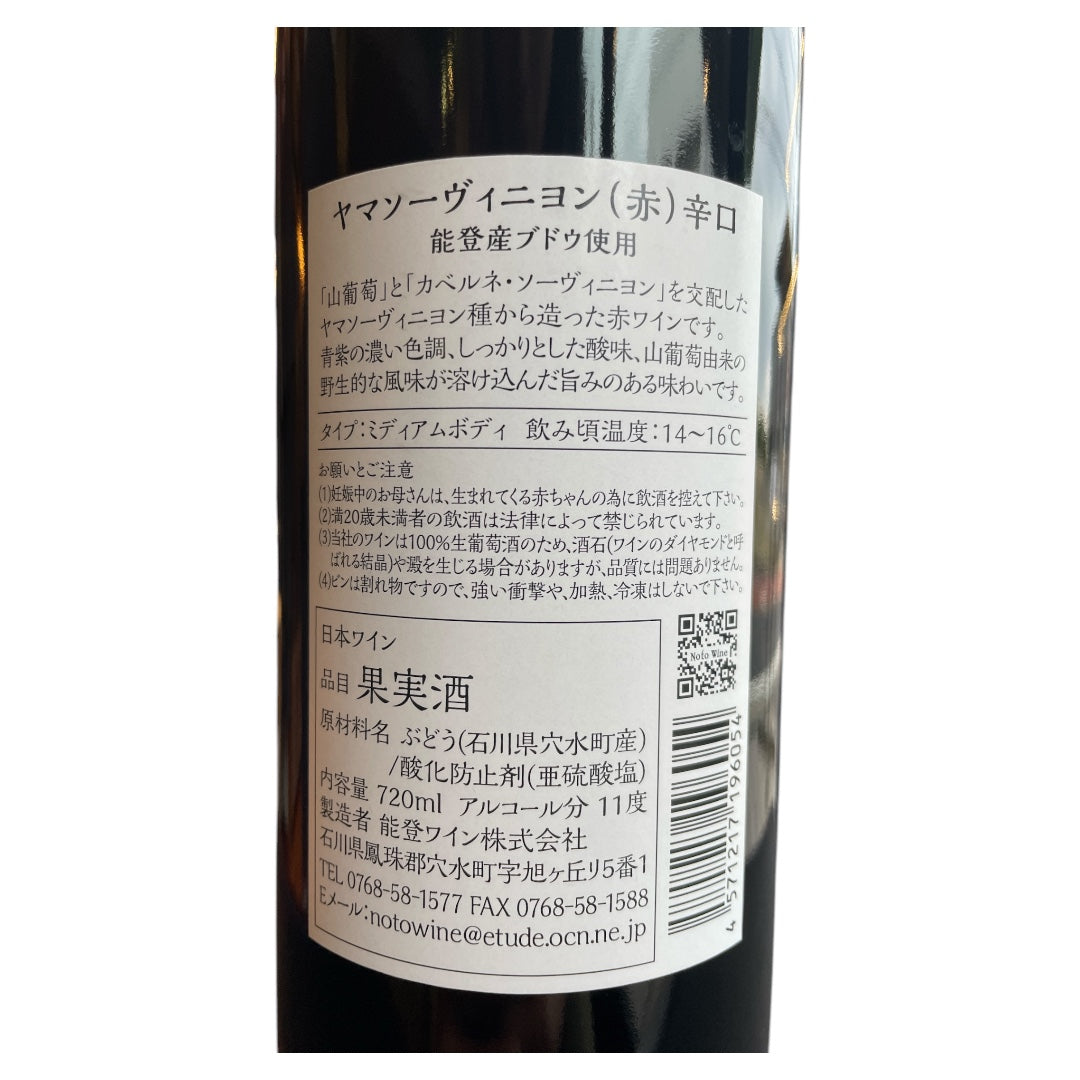 ヤマソーヴィニヨン(赤)辛口
能登産ブドウ使用
「山葡萄」と「カベルネ・ソーヴィニヨン」を交配した
ヤマソーヴィニヨン種から造った赤ワインです。
青紫の濃い色調、しっかりとした酸味、山葡萄由来の
野生的な風味が溶け込んだ旨みのある味わいです。
タイプ:ミディアムボディ 飲み頃温度:14~16℃
お願いとご注意
(1)妊娠中のお母さんは、生まれてくる赤ちゃんの為に飲酒を控えて下さい。
(2)満20歳未満者の飲酒は法律によって禁じられています。
(3)当社のワインは100%生葡萄酒のため、酒石(ワインのダイヤモンドと呼
ばれる結晶)や澱を生じる場合がありますが、品質には問題ありません。
(4)ビンは割れ物ですので、強い衝撃や、加熱、冷凍はしないで下さい。
日本ワイン
品目 果実酒
原材料名 ぶどう(石川県穴水町産)
/酸化防止剤(亜硫酸塩)
内容量 720ml アルコール分 11度
製造者 能登ワイン株式会社
石川県鳳珠郡穴水町字旭ヶ丘り5番1
TEL 0768-58-1577 FAX 0768-58-1588
Eメール:notowine@etude.ocn.ne.jp
Noto Wine
4 571217 196054